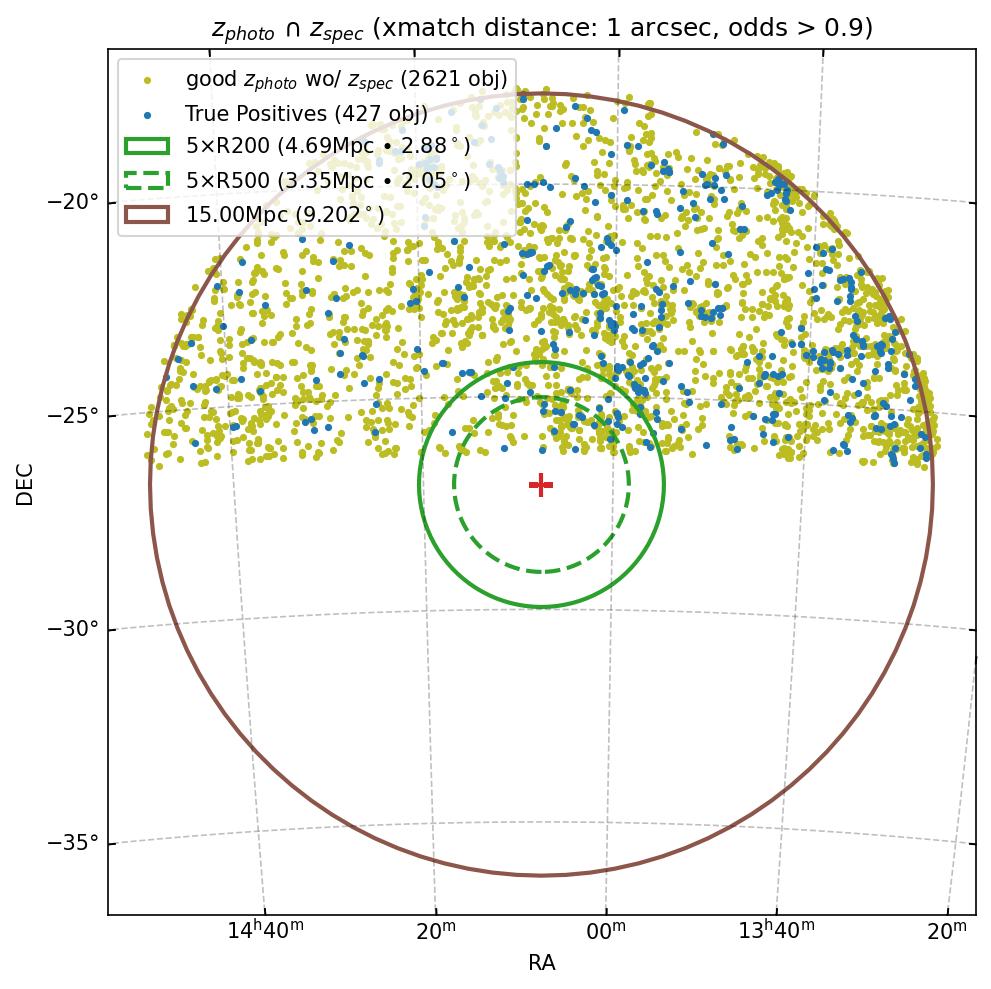 z_photo ∩ z_spec (xmatch distance: 1 arcsec, odds > 0.9)
good z_photo wo/ z_spec (2621 obj)
True Positives (427 obj)
5×R200 (4.69Mpc • 2.88°)
5×R500 (3.35Mpc • 2.05°)
15.00Mpc (9.202°)
−20°
−25°
−30°
−35°
DEC
14ʰ40ᵐ 20ᵐ 00ᵐ 13ʰ40ᵐ 20ᵐ
RA